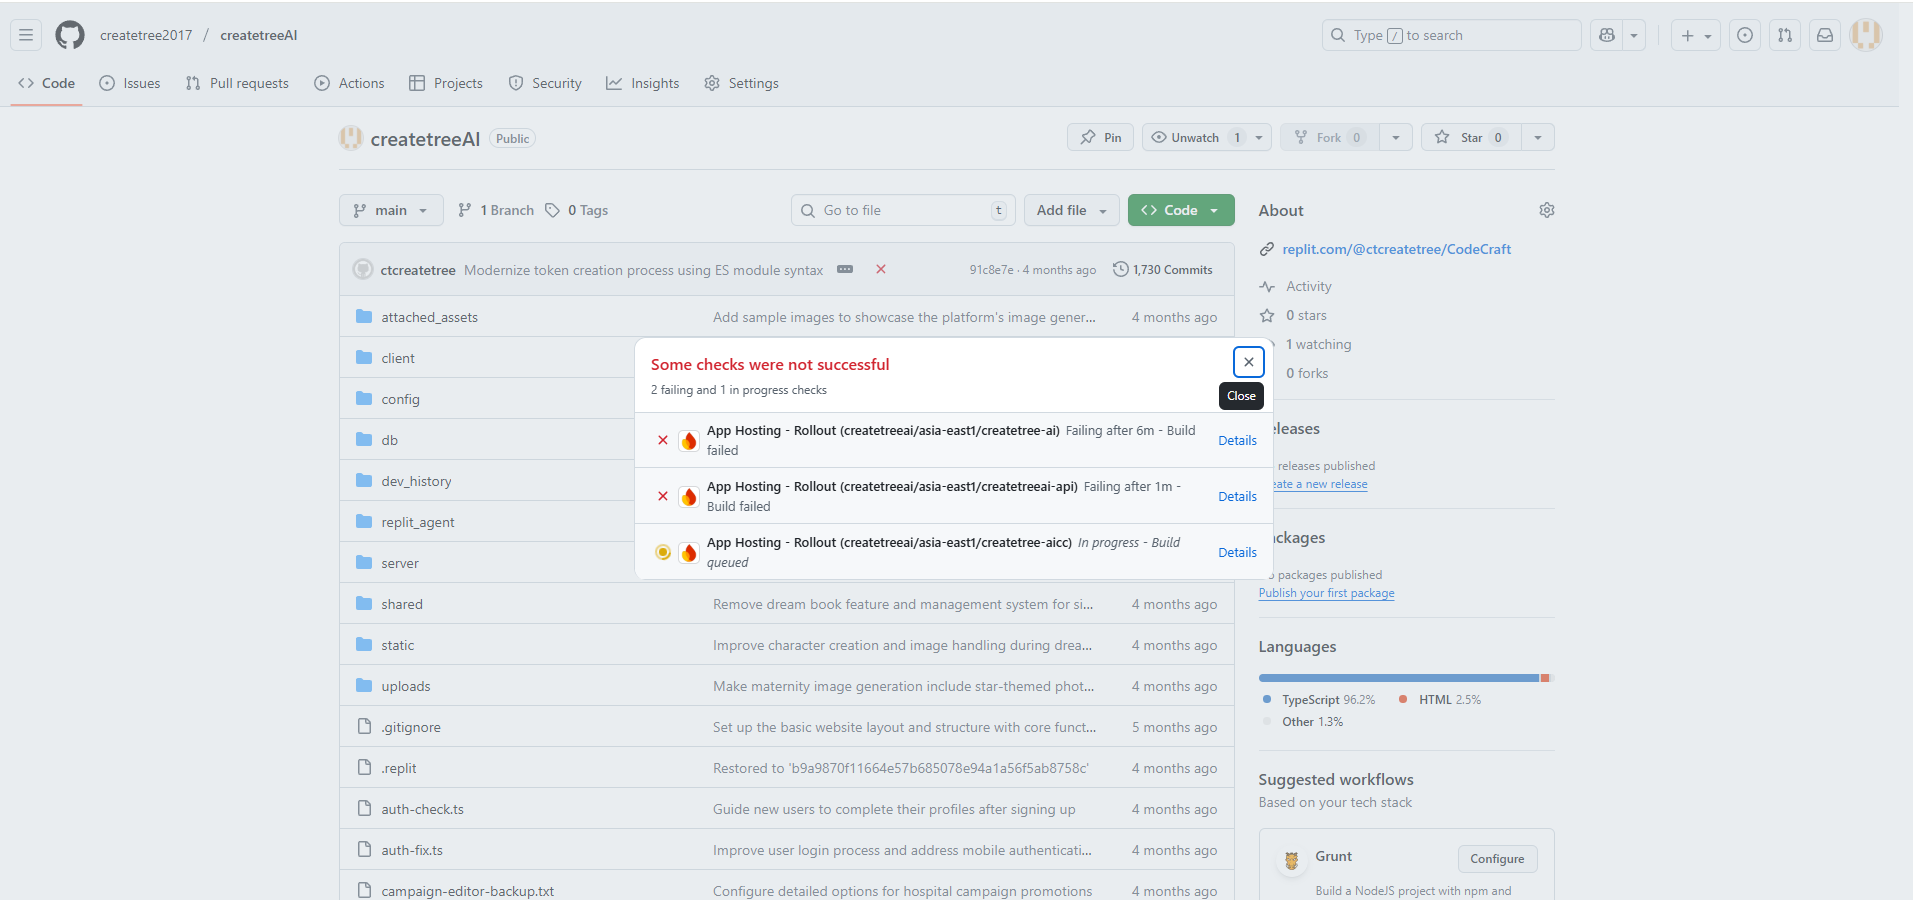 createtree2017 / createtreeAI
Type / to search
Code
Issues
Pull requests
Actions
Projects
Security
Insights
Settings
createtreeAI Public
Pin
Unwatch 1
Fork 0
Star 0
main
1 Branch
0 Tags
Go to file t
Add file
Code
ctcreatetree Modernize token creation process using ES module syntax
91c8e7e · 4 months ago
1,730 Commits
attached_assets Add sample images to showcase the platform's image gener... 4 months ago
client
config
db
dev_history
replit_agent
server
shared Remove dream book feature and management system for si... 4 months ago
static Improve character creation and image handling during drea... 4 months ago
uploads Make maternity image generation include star-themed phot... 4 months ago
.gitignore Set up the basic website layout and structure with core funct... 5 months ago
.replit Restored to 'b9a9870f11664e57b685078e94a1a56f5ab8758c' 4 months ago
auth-check.ts Guide new users to complete their profiles after signing up 4 months ago
auth-fix.ts Improve user login process and address mobile authenticati... 4 months ago
campaign-editor-backup.txt Configure detailed options for hospital campaign promotions 4 months ago
Some checks were not successful
2 failing and 1 in progress checks
Close
App Hosting - Rollout (createtreeai/asia-east1/createtree-ai) Failing after 6m - Build
failed
Details
App Hosting - Rollout (createtreeai/asia-east1/createtreeai-api) Failing after 1m -
Build failed
Details
App Hosting - Rollout (createtreeai/asia-east1/createtree-aicc) In progress - Build
queued
Details
About
replit.com/@ctcreatetree/CodeCraft
Activity
0 stars
1 watching
0 forks
eleases
releases published
eate a new release
ckages
packages published
Publish your first package
Languages
TypeScript 96.2%
HTML 2.5%
Other 1.3%
Suggested workflows
Based on your tech stack
Grunt
Configure
Build a NodeJS project with npm and